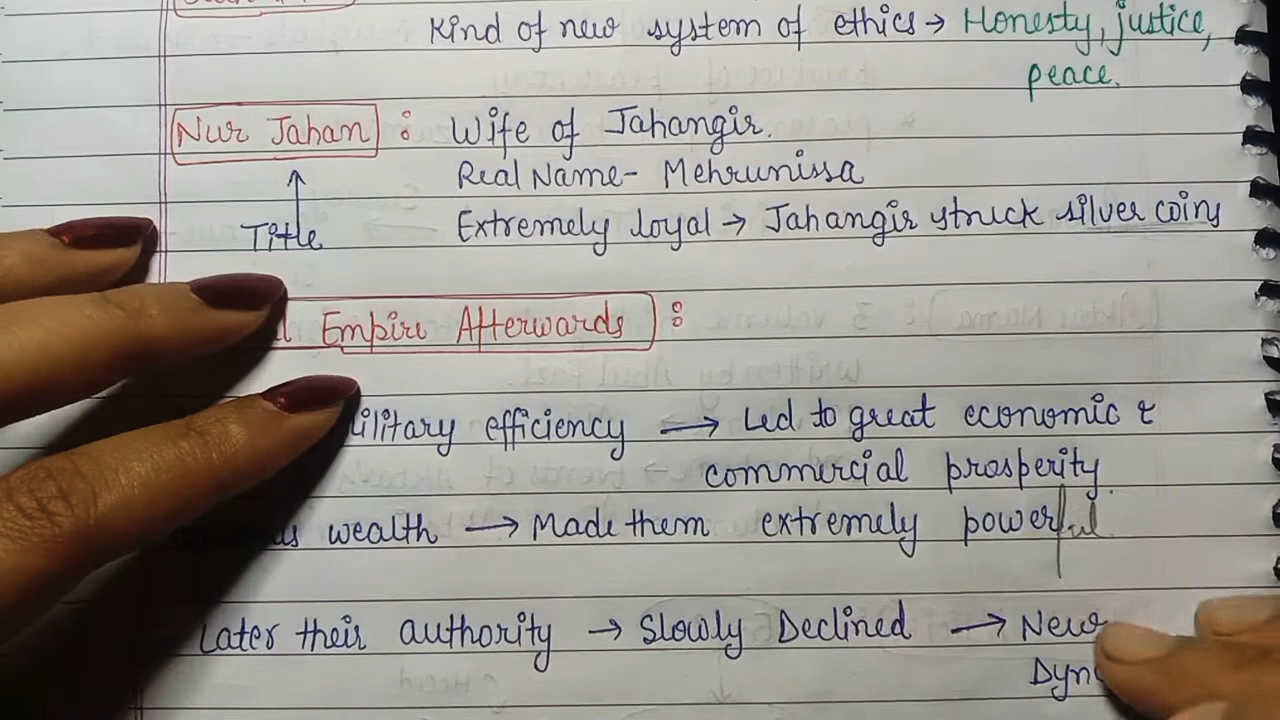 Kind of new system of ethics → Honesty, justice,
peace.
Nur Jahan : Wife of Jahangir.
Real Name- Mehrunissa
Title
Extremely loyal → Jahangir struck silver coins
Empire Afterwards :
efficiency → Led to great economic &
commercial prosperity.
wealth → Made them extremely powerful.
Later their authority → Slowly Declined → New